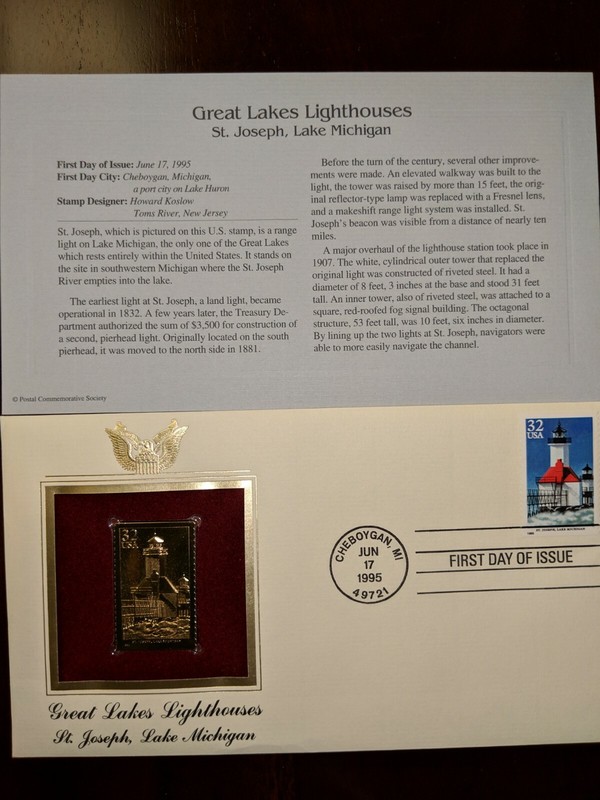 Great Lakes Lighthouses
St. Joseph, Lake Michigan
First Day of Issue: June 17, 1995
First Day City: Cheboygan, Michigan,
a port city on Lake Huron
Stamp Designer: Howard Koslow
Toms River, New Jersey
St. Joseph, which is pictured on this U.S. stamp, is a range
light on Lake Michigan, the only one of the Great Lakes
which rests entirely within the United States. It stands on
the site in southwestern Michigan where the St. Joseph
River empties into the lake.
The earliest light at St. Joseph, a land light, became
operational in 1832. A few years later, the Treasury De-
partment authorized the sum of $3,500 for construction of
a second, pierhead light. Originally located on the south
pierhead, it was moved to the north side in 1881.
Before the turn of the century, several other improve-
ments were made. An elevated walkway was built to the
light, the tower was raised by more than 15 feet, the orig-
inal reflector-type lamp was replaced with a Fresnel lens,
and a makeshift range light system was installed. St.
Joseph's beacon was visible from a distance of nearly ten
miles.
A major overhaul of the lighthouse station took place in
1907. The white, cylindrical outer tower that replaced the
original light was constructed of riveted steel. It had a
diameter of 8 feet, 3 inches at the base and stood 31 feet
tall. An inner tower, also of riveted steel, was attached to a
square, red-roofed fog signal building. The octagonal
structure, 53 feet tall, was 10 feet, six inches in diameter.
By lining up the two lights at St. Joseph, navigators were
able to more easily navigate the channel.
© Postal Commemorative Society
32
USA
ST. JOSEPH, LAKE MICHIGAN
1995
CHEBOYGAN, MI
JUN
17
1995
49721
FIRST DAY OF ISSUE
32
USA
Great Lakes Lighthouses
St. Joseph, Lake Michigan